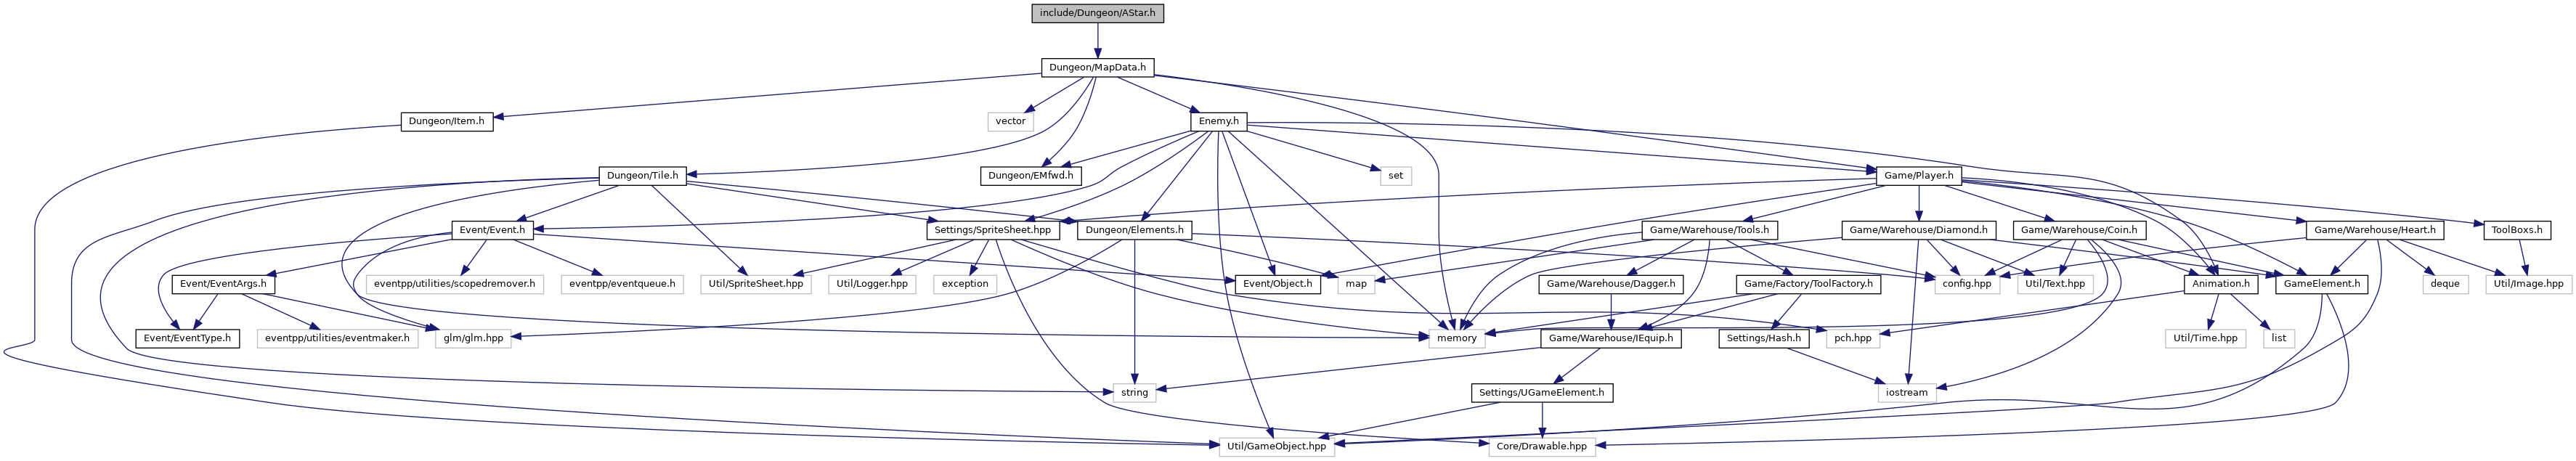 include/Dungeon/AStar.h
Dungeon/MapData.h
Dungeon/Item.h
vector
Enemy.h
Dungeon/Tile.h
Dungeon/EMfwd.h
set
Game/Player.h
Event/Event.h
Settings/SpriteSheet.hpp
Dungeon/Elements.h
Game/Warehouse/Tools.h
Game/Warehouse/Diamond.h
Game/Warehouse/Coin.h
Game/Warehouse/Heart.h
ToolBoxs.h
Event/EventArgs.h
eventpp/utilities/scopedremover.h
eventpp/eventqueue.h
Util/SpriteSheet.hpp
Util/Logger.hpp
exception
Event/Object.h
map
Game/Warehouse/Dagger.h
Game/Factory/ToolFactory.h
config.hpp
Util/Text.hpp
Animation.h
GameElement.h
deque
Util/Image.hpp
Event/EventType.h
eventpp/utilities/eventmaker.h
glm/glm.hpp
memory
Game/Warehouse/IEquip.h
Settings/Hash.h
pch.hpp
Util/Time.hpp
list
string
Settings/UGameElement.h
iostream
Util/GameObject.hpp
Core/Drawable.hpp